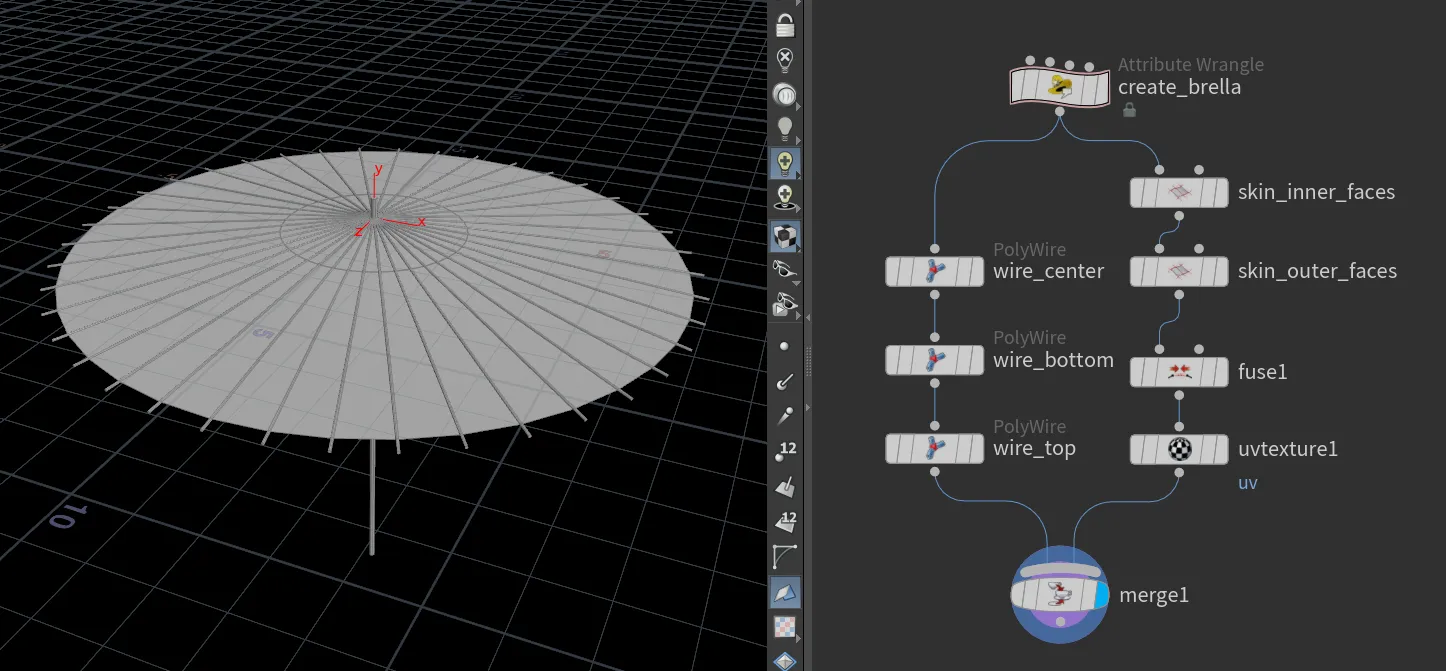 Attribute Wrangle
create_brella
skin_inner_faces
PolyWire
wire_center
skin_outer_faces
PolyWire
wire_bottom
fuse1
PolyWire
wire_top
uvtexture1
uv
merge1
y
x
z
5
5
10
12
12